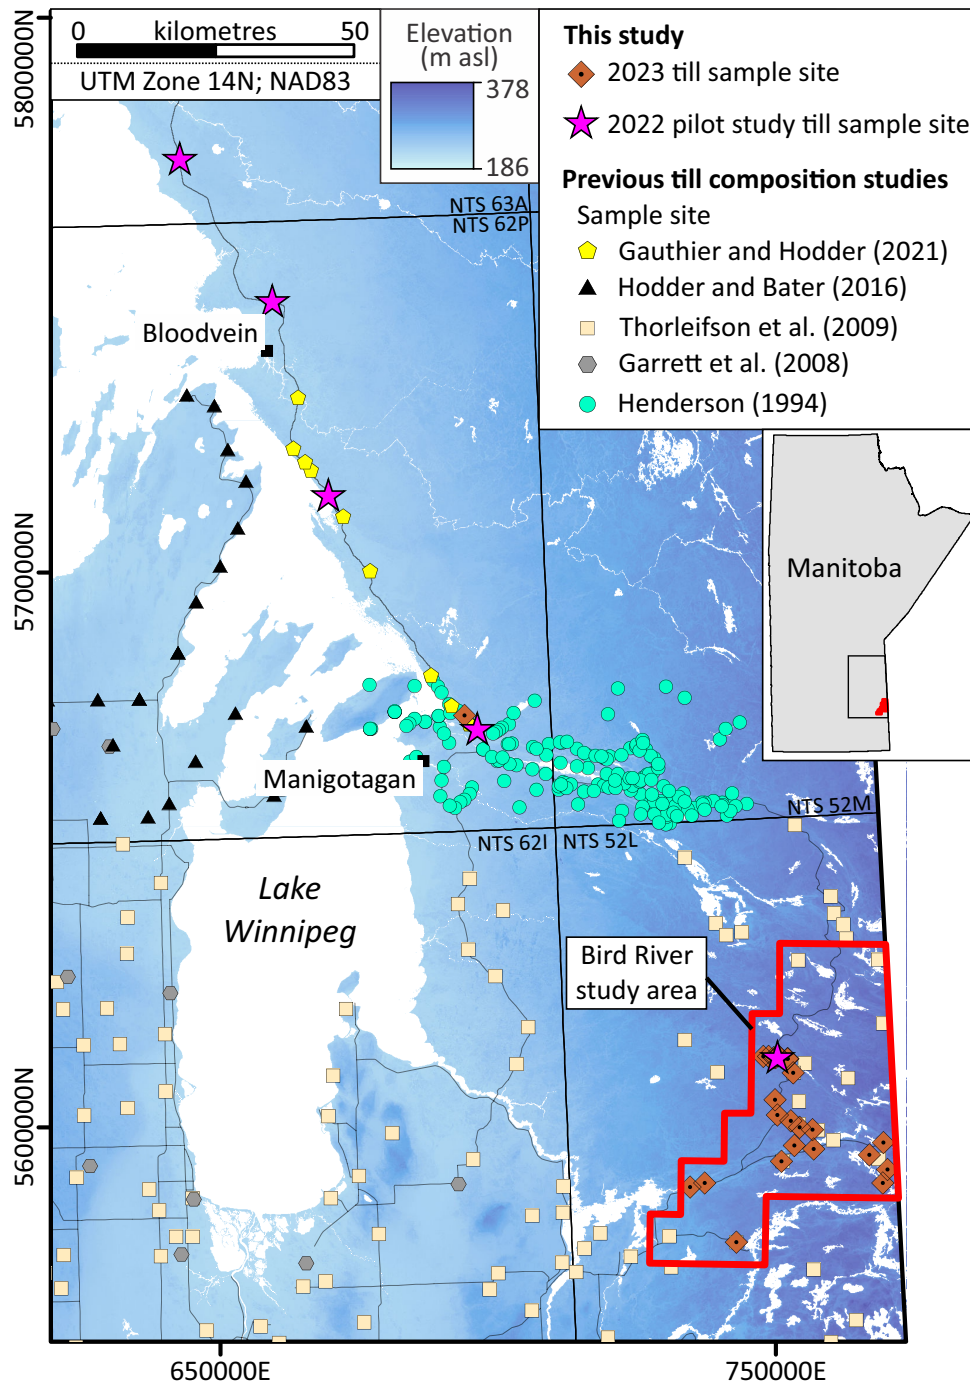 0 kilometres 50
UTM Zone 14N; NAD83
Elevation
(m asl)
378
186
This study
2023 till sample site
2022 pilot study till sample site
Previous till composition studies
Sample site
Gauthier and Hodder (2021)
Hodder and Bater (2016)
Thorleifson et al. (2009)
Garrett et al. (2008)
Henderson (1994)
5800000N
NTS 63A
NTS 62P
Bloodvein
Manitoba
5700000N
Manigotagan
NTS 52M
NTS 62I
NTS 52L
Lake
Winnipeg
Bird River
study area
5600000N
650000E
750000E